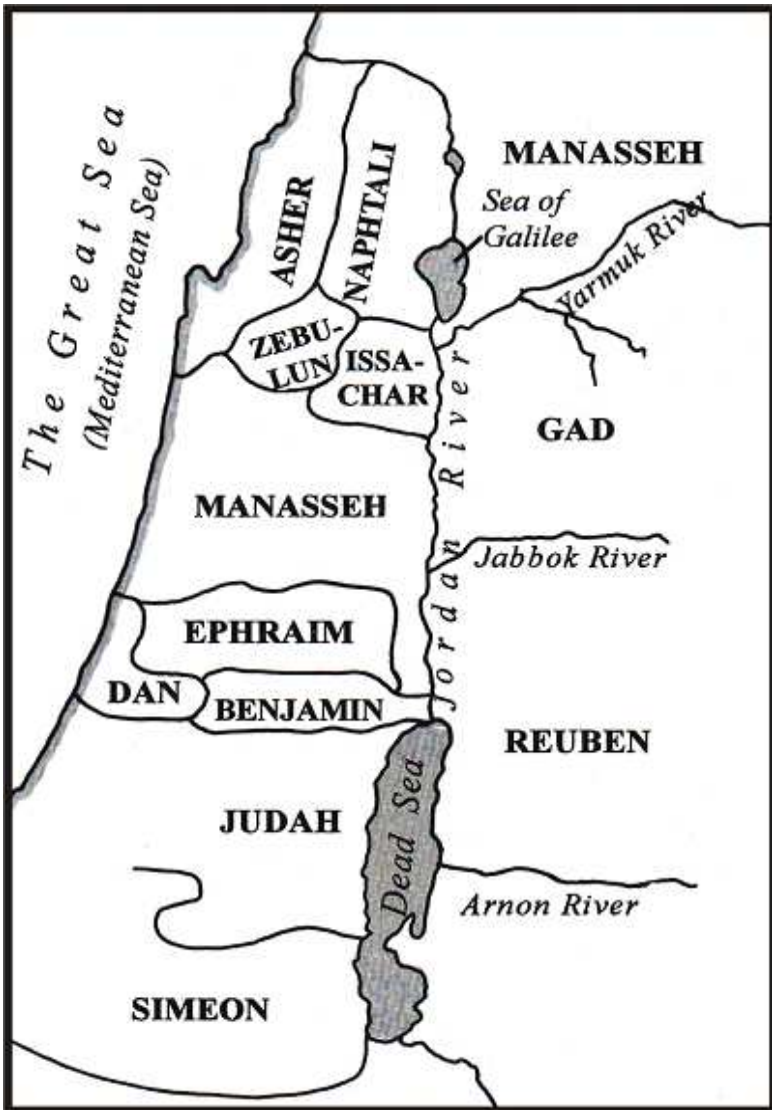 The Great Sea
(Mediterranean Sea)
ASHER
NAPHTALI
MANASSEH
Sea of
Galilee
Yarmuk River
ZEBU-
LUN
ISSA-
CHAR
GAD
MANASSEH
Jordan River
Jabbok River
EPHRAIM
DAN
BENJAMIN
REUBEN
JUDAH
Dead Sea
Arnon River
SIMEON